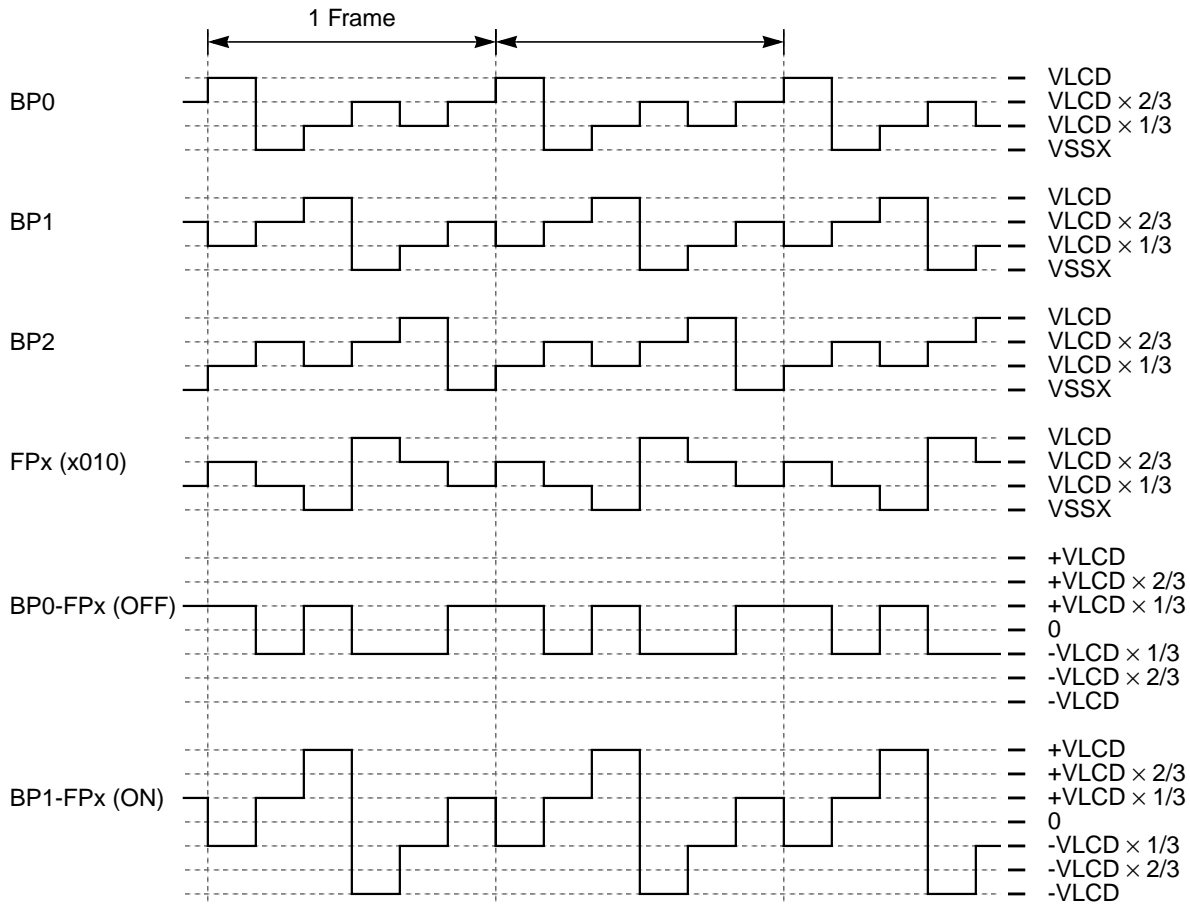 1 Frame
BP0
VLCD
VLCD × 2/3
VLCD × 1/3
VSSX
BP1
VLCD
VLCD × 2/3
VLCD × 1/3
VSSX
BP2
VLCD
VLCD × 2/3
VLCD × 1/3
VSSX
FPx (x010)
VLCD
VLCD × 2/3
VLCD × 1/3
VSSX
BP0-FPx (OFF)
+VLCD
+VLCD × 2/3
+VLCD × 1/3
0
-VLCD × 1/3
-VLCD × 2/3
-VLCD
BP1-FPx (ON)
+VLCD
+VLCD × 2/3
+VLCD × 1/3
0
-VLCD × 1/3
-VLCD × 2/3
-VLCD